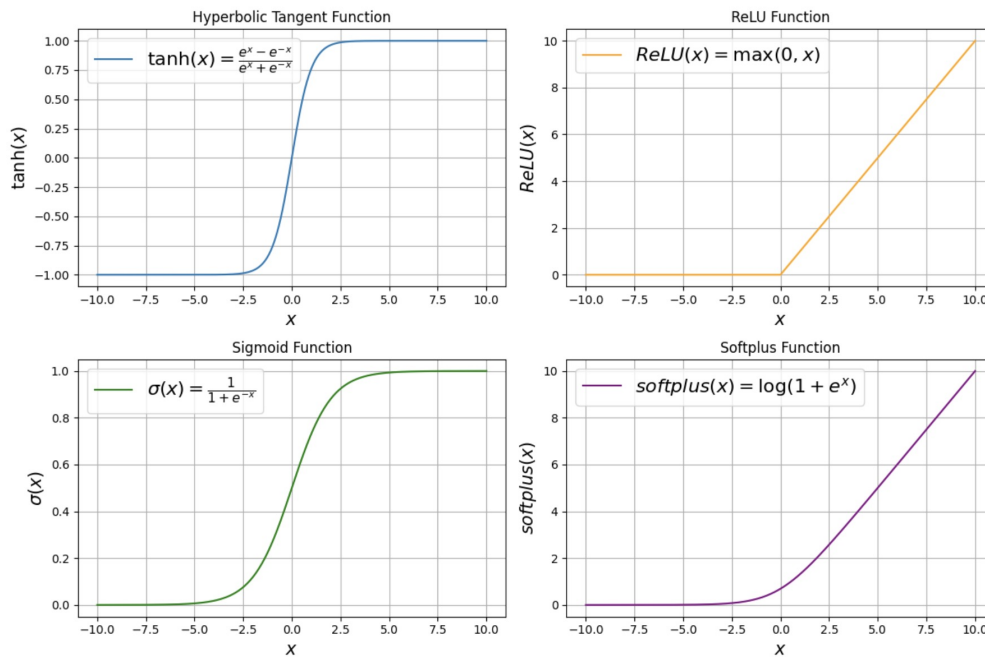 Hyperbolic Tangent Function
1.00
0.75
0.50
0.25
0.00
−0.25
−0.50
−0.75
−1.00
tanh(x)
tanh(x) = e^x − e^−x / e^x + e^−x
−10.0 −7.5 −5.0 −2.5 0.0 2.5 5.0 7.5 10.0
x
ReLU Function
10
8
6
4
2
0
ReLU(x)
ReLU(x) = max(0, x)
−10.0 −7.5 −5.0 −2.5 0.0 2.5 5.0 7.5 10.0
x
Sigmoid Function
1.0
0.8
0.6
0.4
0.2
0.0
σ(x)
σ(x) = 1 / 1 + e^−x
−10.0 −7.5 −5.0 −2.5 0.0 2.5 5.0 7.5 10.0
x
Softplus Function
10
8
6
4
2
0
softplus(x)
softplus(x) = log(1 + e^x)
−10.0 −7.5 −5.0 −2.5 0.0 2.5 5.0 7.5 10.0
x